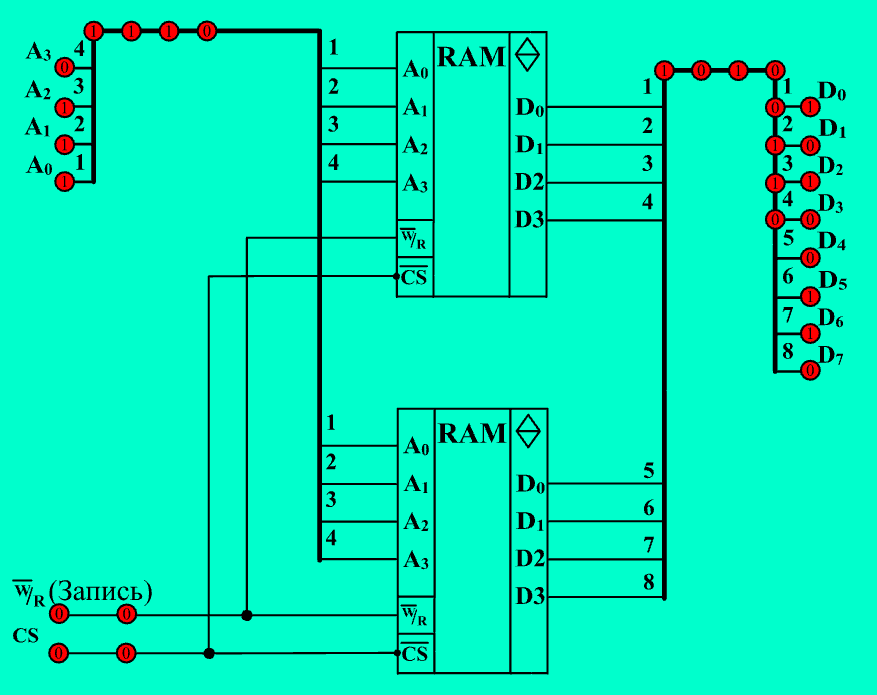 1 1 1 0
A3 0 4
A2 1 3
A1 1 2
A0 1 1
1 A0 RAM
2 A1 D0 1
3 A2 D1 2
4 A3 D2 3
D3 4
W/R
CS
1 0 1 0
0 1 1 D0
1 2 0 D1
1 3 1 D2
0 4 0 D3
5 0 D4
6 1 D5
7 1 D6
8 0 D7
1 A0 RAM
2 A1 D0 5
3 A2 D1 6
4 A3 D2 7
D3 8
W/R
CS
W/R (Запись)
0 0
CS
0 0